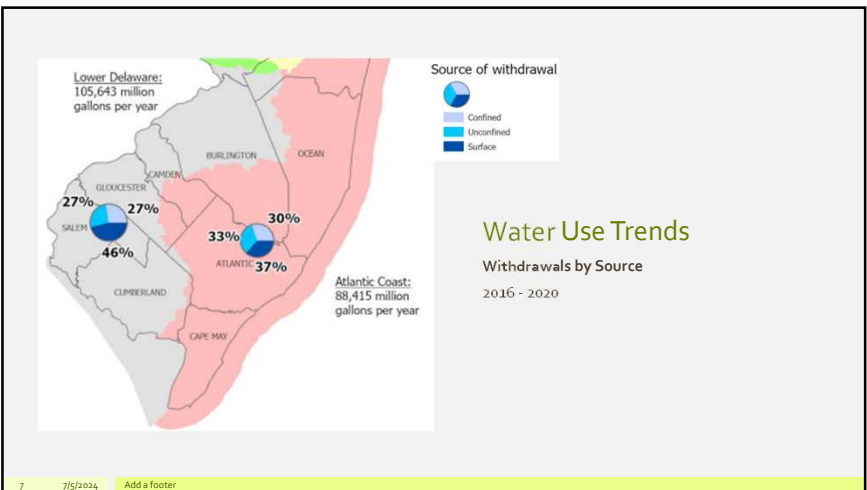 Lower Delaware:
105,643 million
gallons per year
Source of withdrawal
Confined
Unconfined
Surface
BURLINGTON
OCEAN
CAMDEN
GLOUCESTER
27%
27%
SALEM
46%
30%
33%
ATLANTIC
37%
CUMBERLAND
Atlantic Coast:
88,415 million
gallons per year
CAPE MAY
Water Use Trends
Withdrawals by Source
2016 - 2020
7
7/5/2024
Add a footer